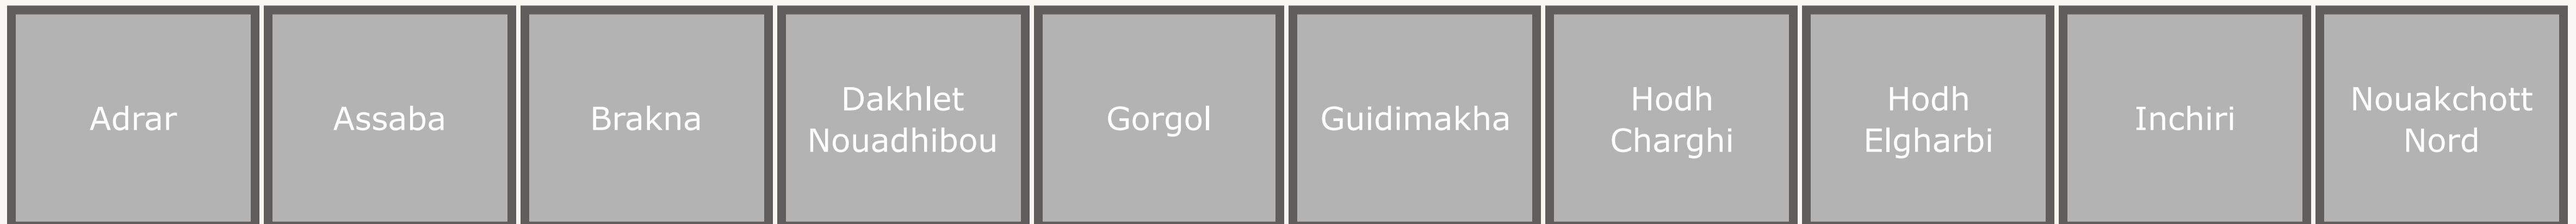 Adrar
Assaba
Brakna
Dakhlet
Nouadhibou
Gorgol
Guidimakha
Hodh
Charghi
Hodh
Elgharbi
Inchiri
Nouakchott
Nord